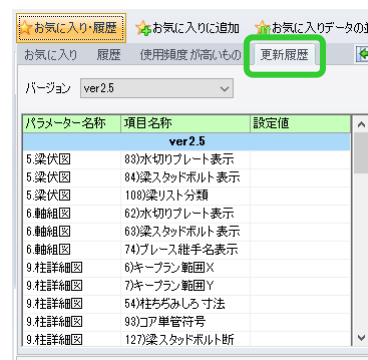 お気に入り・履歴 お気に入りに追加 お気に入りデータの
お気に入り 履歴 使用頻度が高いもの 更新履歴
バージョン ver2.5
パラメーター名称 項目名称 設定値
ver2.5
5.梁伏図 83)水切りプレート表示
5.梁伏図 84)梁スタッドボルト表示
5.梁伏図 108)梁リスト分類
6.軸組図 62)水切りプレート表示
6.軸組図 63)梁スタッドボルト表示
6.軸組図 74)ブレース継手名表示
9.柱詳細図 6)キープラン範囲X
9.柱詳細図 7)キープラン範囲Y
9.柱詳細図 54)柱ちぢみしろ寸法
9.柱詳細図 93)コア単管符号
9.柱詳細図 127)梁スタッドボルト断